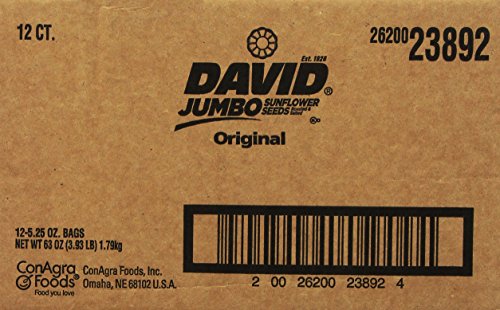 12 CT.
26200 23892
Est. 1926
DAVID®
JUMBO SUNFLOWER
SEEDS Roasted &
Salted
Original
12-5.25 OZ. BAGS
NET WT 63 OZ (3.93 LB) 1.79kg
ConAgra
Foods®
Food you love
ConAgra Foods, Inc.
Omaha, NE 68102 U.S.A.
2 00 26200 23892 4